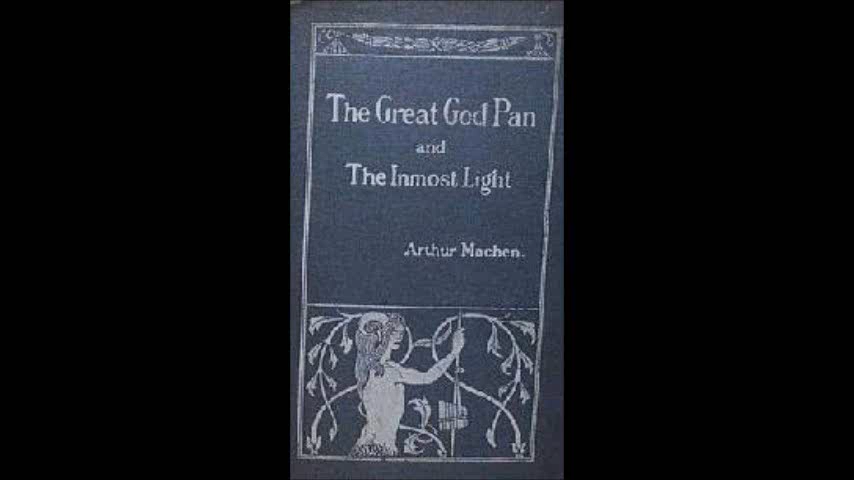 The Great God Pan
and
The Inmost Light
Arthur Machen.